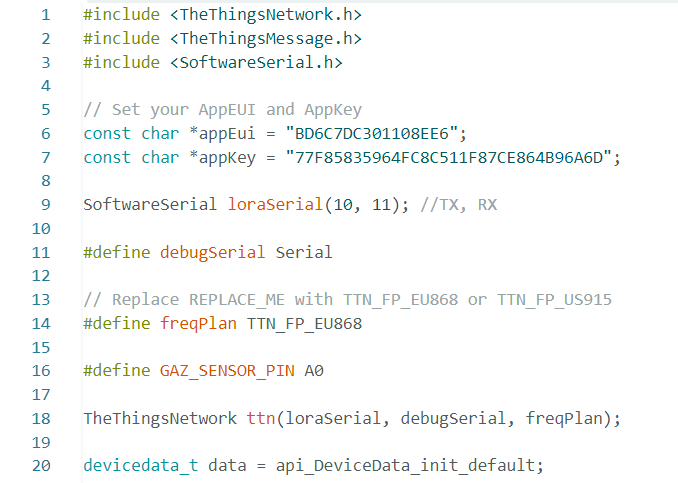 1 #include <TheThingsNetwork.h>
2 #include <TheThingsMessage.h>
3 #include <SoftwareSerial.h>
4
5 // Set your AppEUI and AppKey
6 const char *appEui = "BD6C7DC301108EE6";
7 const char *appKey = "77F85835964FC8C511F87CE864B96A6D";
8
9 SoftwareSerial loraSerial(10, 11); //TX, RX
10
11 #define debugSerial Serial
12
13 // Replace REPLACE_ME with TTN_FP_EU868 or TTN_FP_US915
14 #define freqPlan TTN_FP_EU868
15
16 #define GAZ_SENSOR_PIN A0
17
18 TheThingsNetwork ttn(loraSerial, debugSerial, freqPlan);
19
20 devicedata_t data = api_DeviceData_init_default;